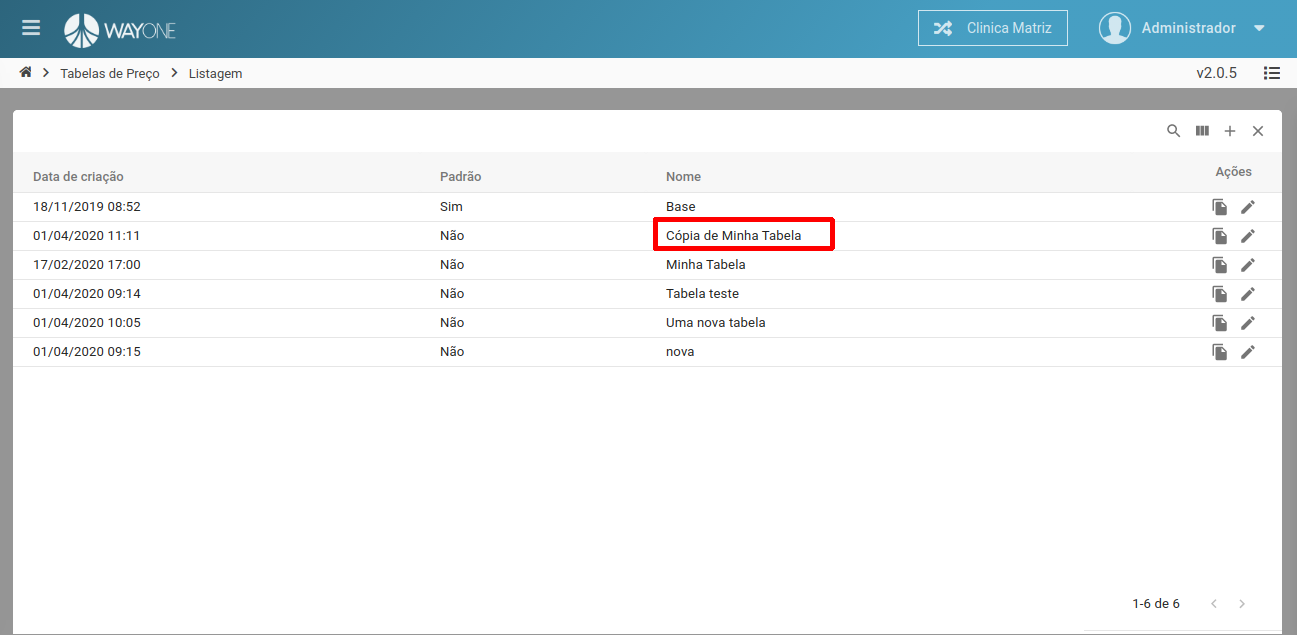 WAYONE
Clinica Matriz
Administrador
Tabelas de Preço
Listagem
v2.0.5
Data de criação Padrão Nome Ações
18/11/2019 08:52 Sim Base
01/04/2020 11:11 Não Cópia de Minha Tabela
17/02/2020 17:00 Não Minha Tabela
01/04/2020 09:14 Não Tabela teste
01/04/2020 10:05 Não Uma nova tabela
01/04/2020 09:15 Não nova
1-6 de 6